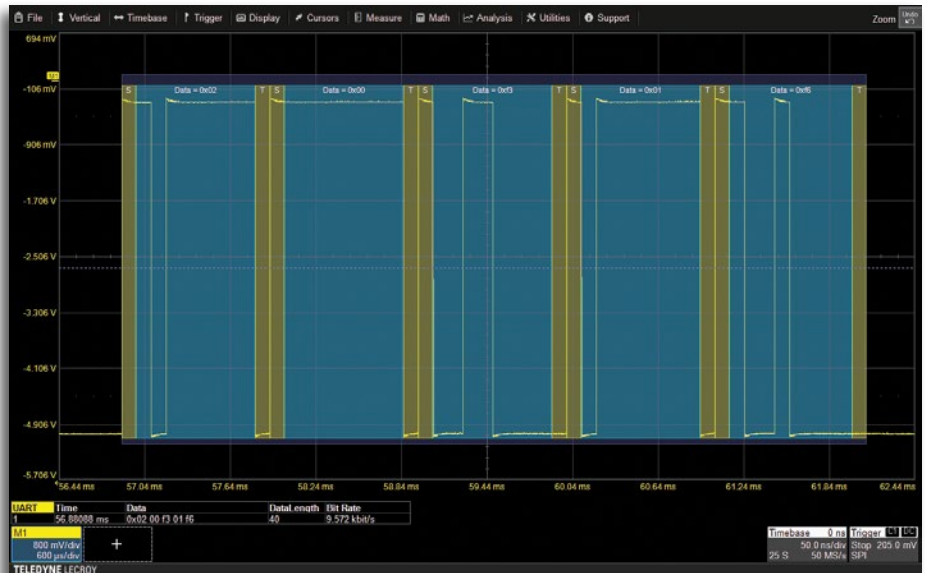 File Vertical Timebase Trigger Display Cursors Measure Math Analysis Utilities Support Zoom Undo
694 mV
M1
-106 mV
S Data = 0x02 T S Data = 0x00 T S Data = 0xf3 T S Data = 0x01 T S Data = 0xf6 T
-906 mV
-1.706 V
-2.506 V
-3.306 V
-4.106 V
-4.906 V
-5.706 V
56.44 ms 57.04 ms 57.64 ms 58.24 ms 58.84 ms 59.44 ms 60.04 ms 60.64 ms 61.24 ms 61.84 ms 62.44 ms
UART Time Data DataLength Bit Rate
1 56.88088 ms 0x02 00 f3 01 f6 40 9.572 kbit/s
M1
800 mV/div
600 µs/div
+
Timebase 0 ns Trigger C1 DC
50.0 ns/div Stop 205.0 mV
25 S 50 MS/s SPI
TELEDYNE LECROY